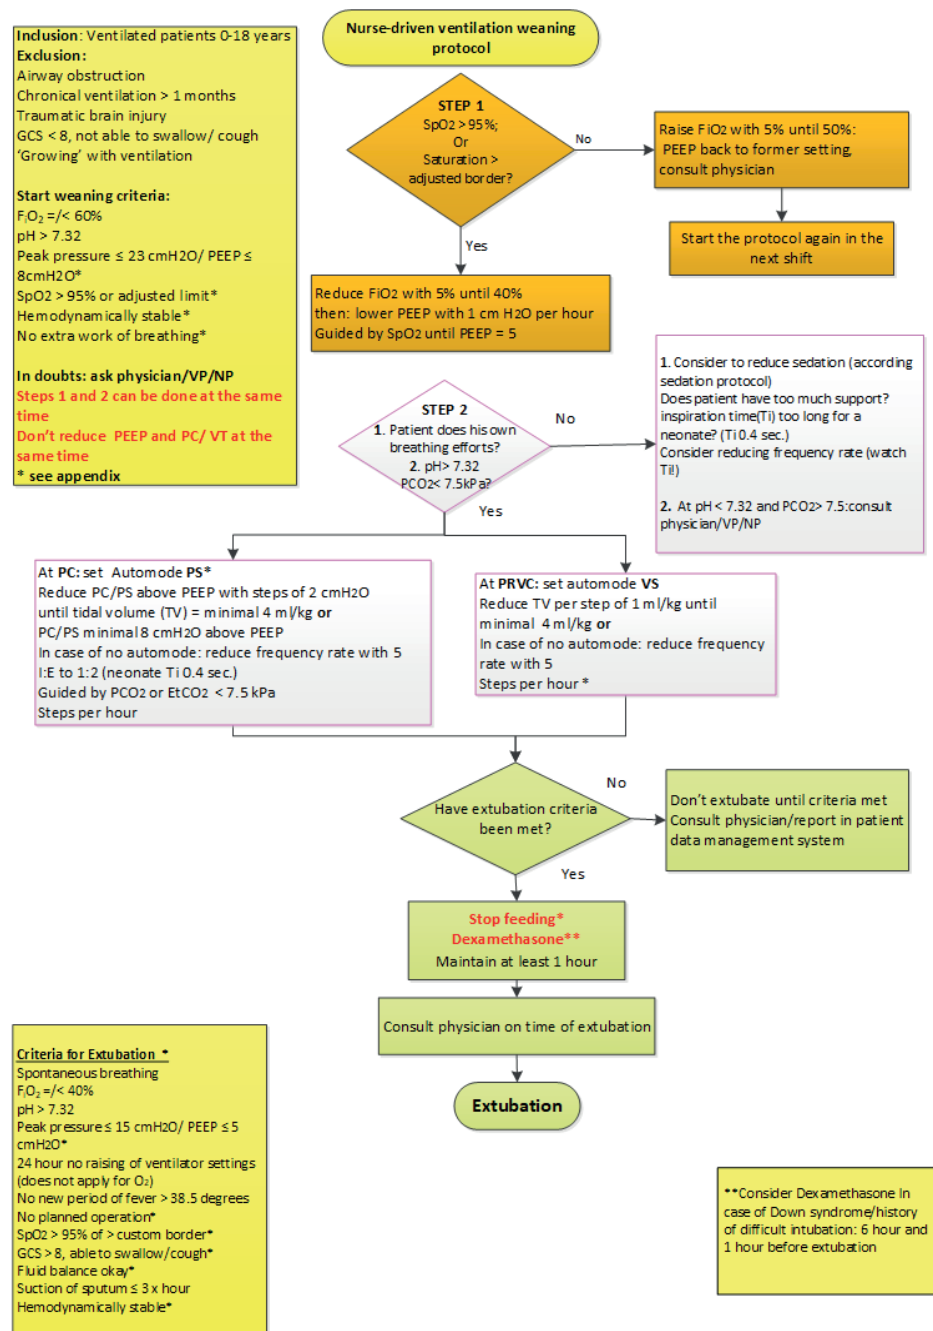 Nurse-driven ventilation weaning
protocol
Inclusion: Ventilated patients 0-18 years
Exclusion:
Airway obstruction
Chronical ventilation > 1 months
Traumatic brain injury
GCS < 8, not able to swallow/ cough
‘Growing’ with ventilation
Start weaning criteria:
FiO2 =/< 60%
pH > 7.32
Peak pressure ≤ 23 cmH2O/ PEEP ≤
8cmH2O*
SpO2 > 95% or adjusted limit*
Hemodynamically stable*
No extra work of breathing*
In doubts: ask physician/VP/NP
Steps 1 and 2 can be done at the same
time
Don't reduce PEEP and PC/ VT at the
same time
* see appendix
STEP 1
SpO2 > 95%;
Or
Saturation >
adjusted border?
No
Raise FiO2 with 5% until 50%:
PEEP back to former setting,
consult physician
Start the protocol again in the
next shift
Yes
Reduce FiO2 with 5% until 40%
then: lower PEEP with 1 cm H2O per hour
Guided by SpO2 until PEEP = 5
STEP 2
1. Patient does his own
breathing efforts?
2. pH> 7.32
PCO2< 7.5kPa?
No
1. Consider to reduce sedation (according
sedation protocol)
Does patient have too much support?
inspiration time(Ti) too long for a
neonate? (Ti 0.4 sec.)
Consider reducing frequency rate (watch
Ti!)
2. At pH < 7.32 and PCO2> 7.5:consult
physician/VP/NP
Yes
At PC: set Automode PS*
Reduce PC/PS above PEEP with steps of 2 cmH2O
until tidal volume (TV) = minimal 4 ml/kg or
PC/PS minimal 8 cmH2O above PEEP
In case of no automode: reduce frequency rate with 5
I:E to 1:2 (neonate Ti 0.4 sec.)
Guided by PCO2 or EtCO2 < 7.5 kPa
Steps per hour
At PRVC: set automode VS
Reduce TV per step of 1 ml/kg until
minimal 4 ml/kg or
In case of no automode: reduce frequency
rate with 5
Steps per hour *
Have extubation criteria
been met?
No
Don't extubate until criteria met
Consult physician/report in patient
data management system
Yes
Stop feeding*
Dexamethasone**
Maintain at least 1 hour
Consult physician on time of extubation
Extubation
Criteria for Extubation *
Spontaneous breathing
FiO2 =/< 40%
pH > 7.32
Peak pressure ≤ 15 cmH2O/ PEEP ≤ 5
cmH2O*
24 hour no raising of ventilator settings
(does not apply for O2)
No new period of fever > 38.5 degrees
No planned operation*
SpO2 > 95% of > custom border*
GCS > 8, able to swallow/cough*
Fluid balance okay*
Suction of sputum ≤ 3 x hour
Hemodynamically stable*
**Consider Dexamethasone In
case of Down syndrome/history
of difficult intubation: 6 hour and
1 hour before extubation